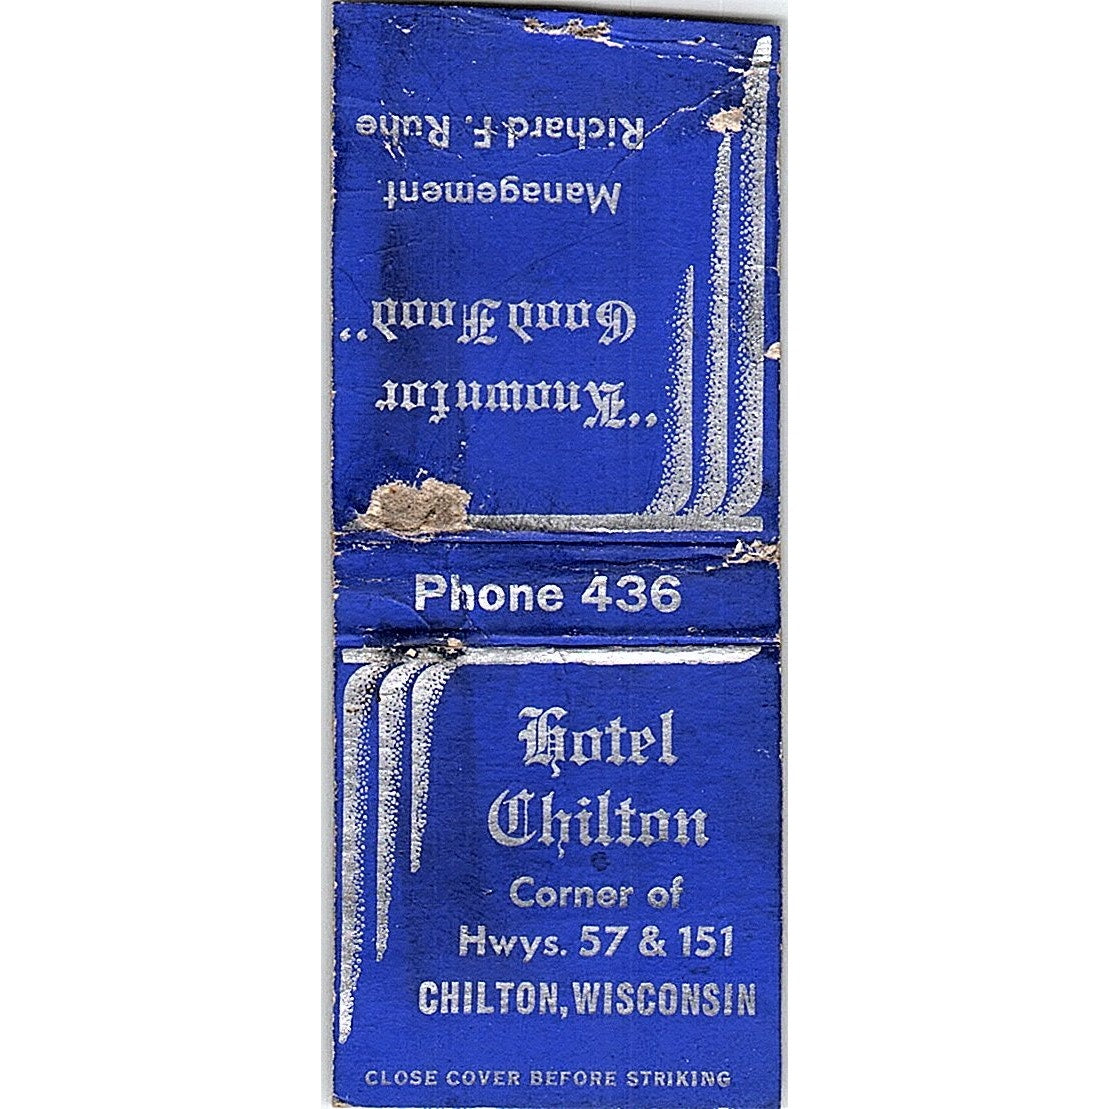 Hotel
Chilton
Corner of
Hwys. 57 & 151
CHILTON, WISCONSIN
CLOSE COVER BEFORE STRIKING
Phone 436
"Known for
Good Food"
Management
Richard F. Ruhe